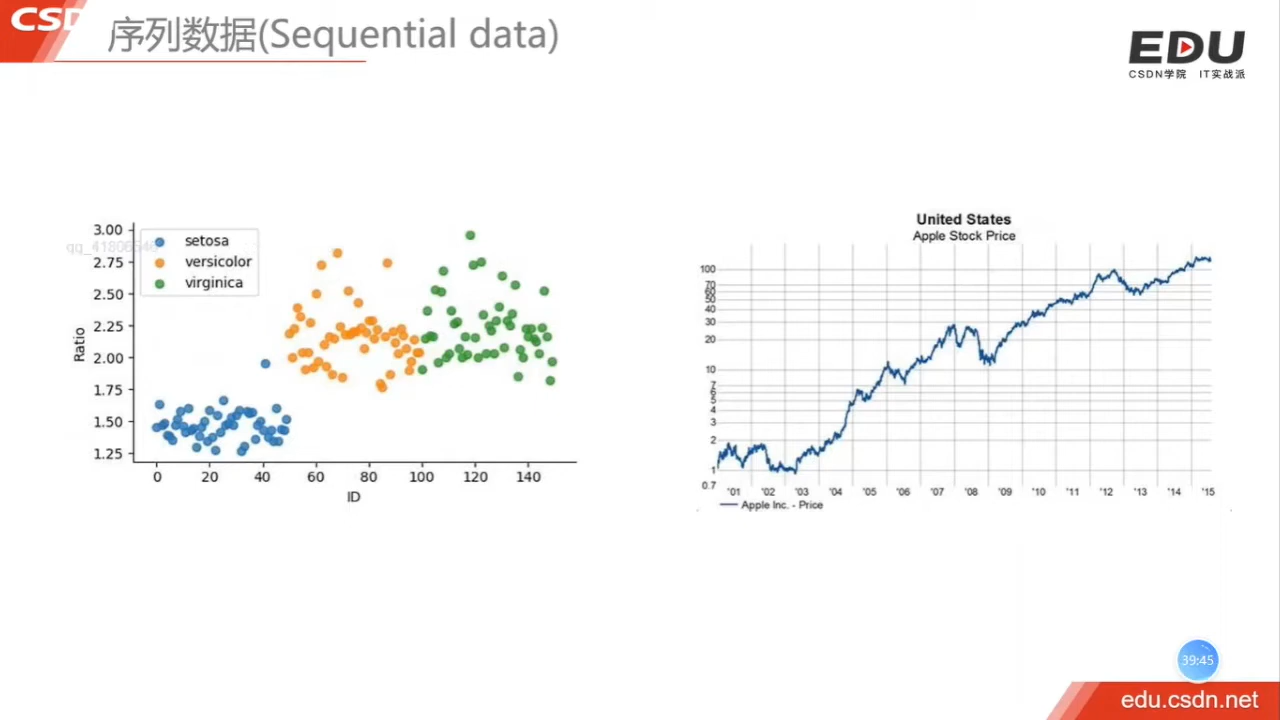 CSD
序列数据(Sequential data)
EDU
CSDN学院 IT实战派
3.00
2.75
2.50
2.25
2.00
1.75
1.50
1.25
Ratio
setosa
versicolor
virginica
0 20 40 60 80 100 120 140
ID
United States
Apple Stock Price
100
70
60
50
40
30
20
10
7
5
4
3
2
1
0.7
'01 '02 '03 '04 '05 '06 '07 '08 '09 '10 '11 '12 '13 '14 '15
Apple Inc. - Price
39:45
edu.csdn.net